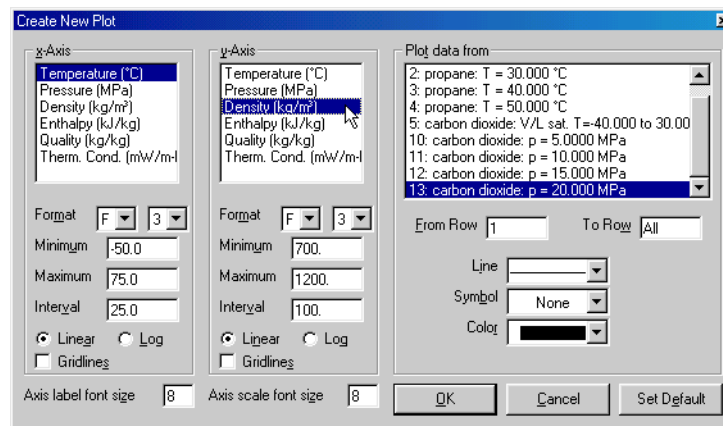 Create New Plot
x-Axis
Temperature (°C)
Pressure (MPa)
Density (kg/m³)
Enthalpy (kJ/kg)
Quality (kg/kg)
Therm. Cond. (mW/m-I
Format F 3
Minimum -50.0
Maximum 75.0
Interval 25.0
Linear Log
Gridlines
Axis label font size 8
y-Axis
Temperature (°C)
Pressure (MPa)
Density (kg/m³)
Enthalpy (kJ/kg)
Quality (kg/kg)
Therm. Cond. (mW/m-I
Format F 3
Minimum 700.
Maximum 1200.
Interval 100.
Linear Log
Gridlines
Axis scale font size 8
Plot data from
2: propane: T = 30.000 °C
3: propane: T = 40.000 °C
4: propane: T = 50.000 °C
5: carbon dioxide: V/L sat. T=-40.000 to 30.00
10: carbon dioxide: p = 5.0000 MPa
11: carbon dioxide: p = 10.000 MPa
12: carbon dioxide: p = 15.000 MPa
13: carbon dioxide: p = 20.000 MPa
From Row 1 To Row All
Line
Symbol None
Color
OK Cancel Set Default